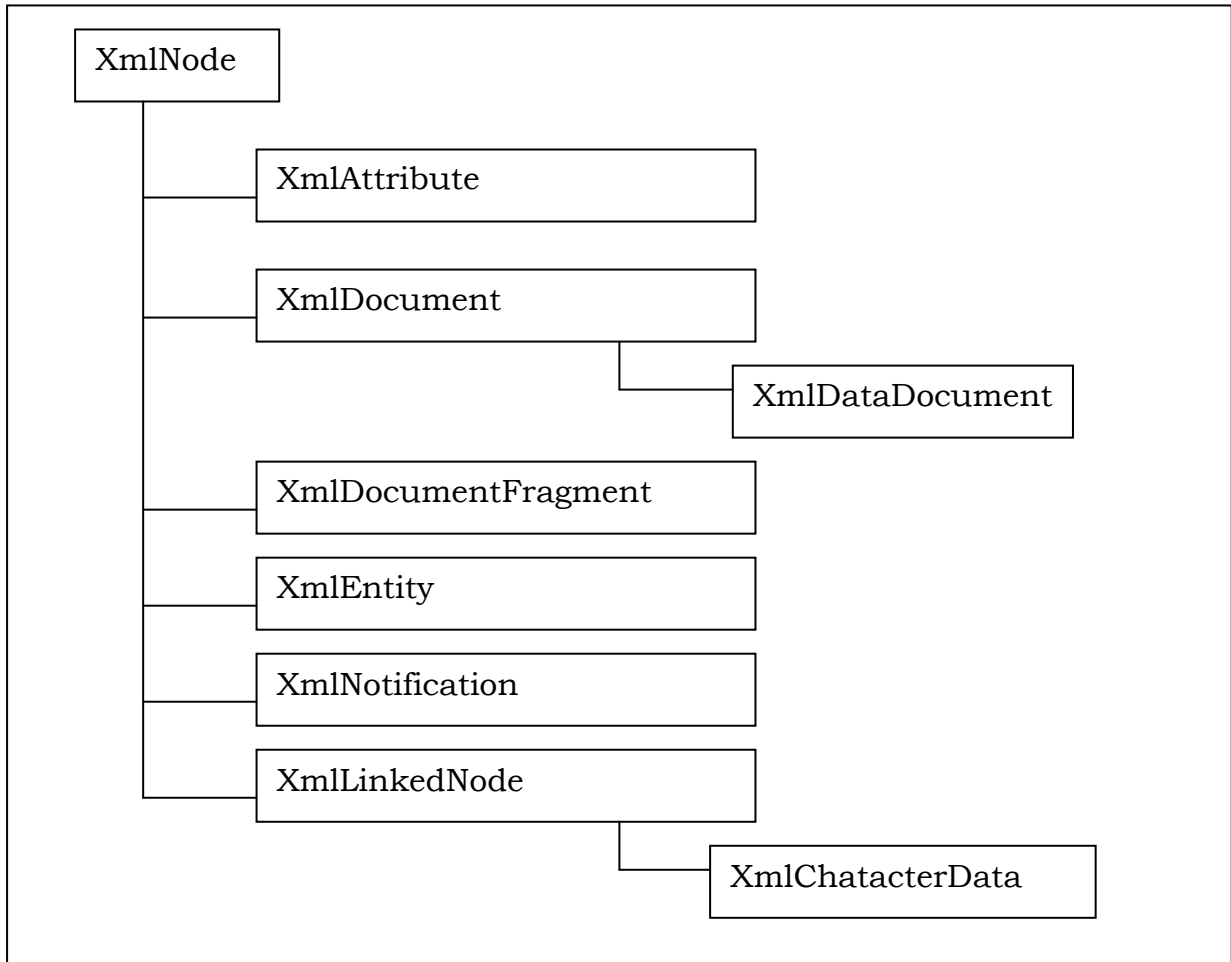 XmlNode
XmlAttribute
XmlDocument
XmlDataDocument
XmlDocumentFragment
XmlEntity
XmlNotification
XmlLinkedNode
XmlChatacterData